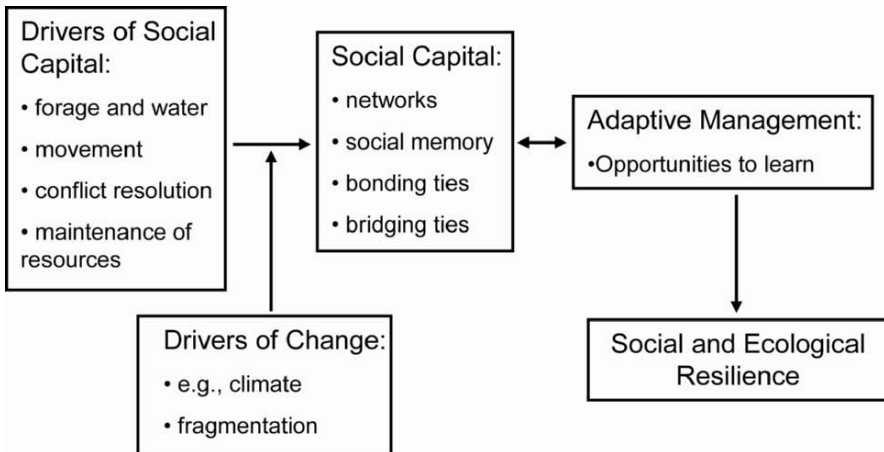 Drivers of Social
Capital:
• forage and water
• movement
• conflict resolution
• maintenance of
resources
Social Capital:
• networks
• social memory
• bonding ties
• bridging ties
Adaptive Management:
•Opportunities to learn
Drivers of Change:
• e.g., climate
• fragmentation
Social and Ecological
Resilience